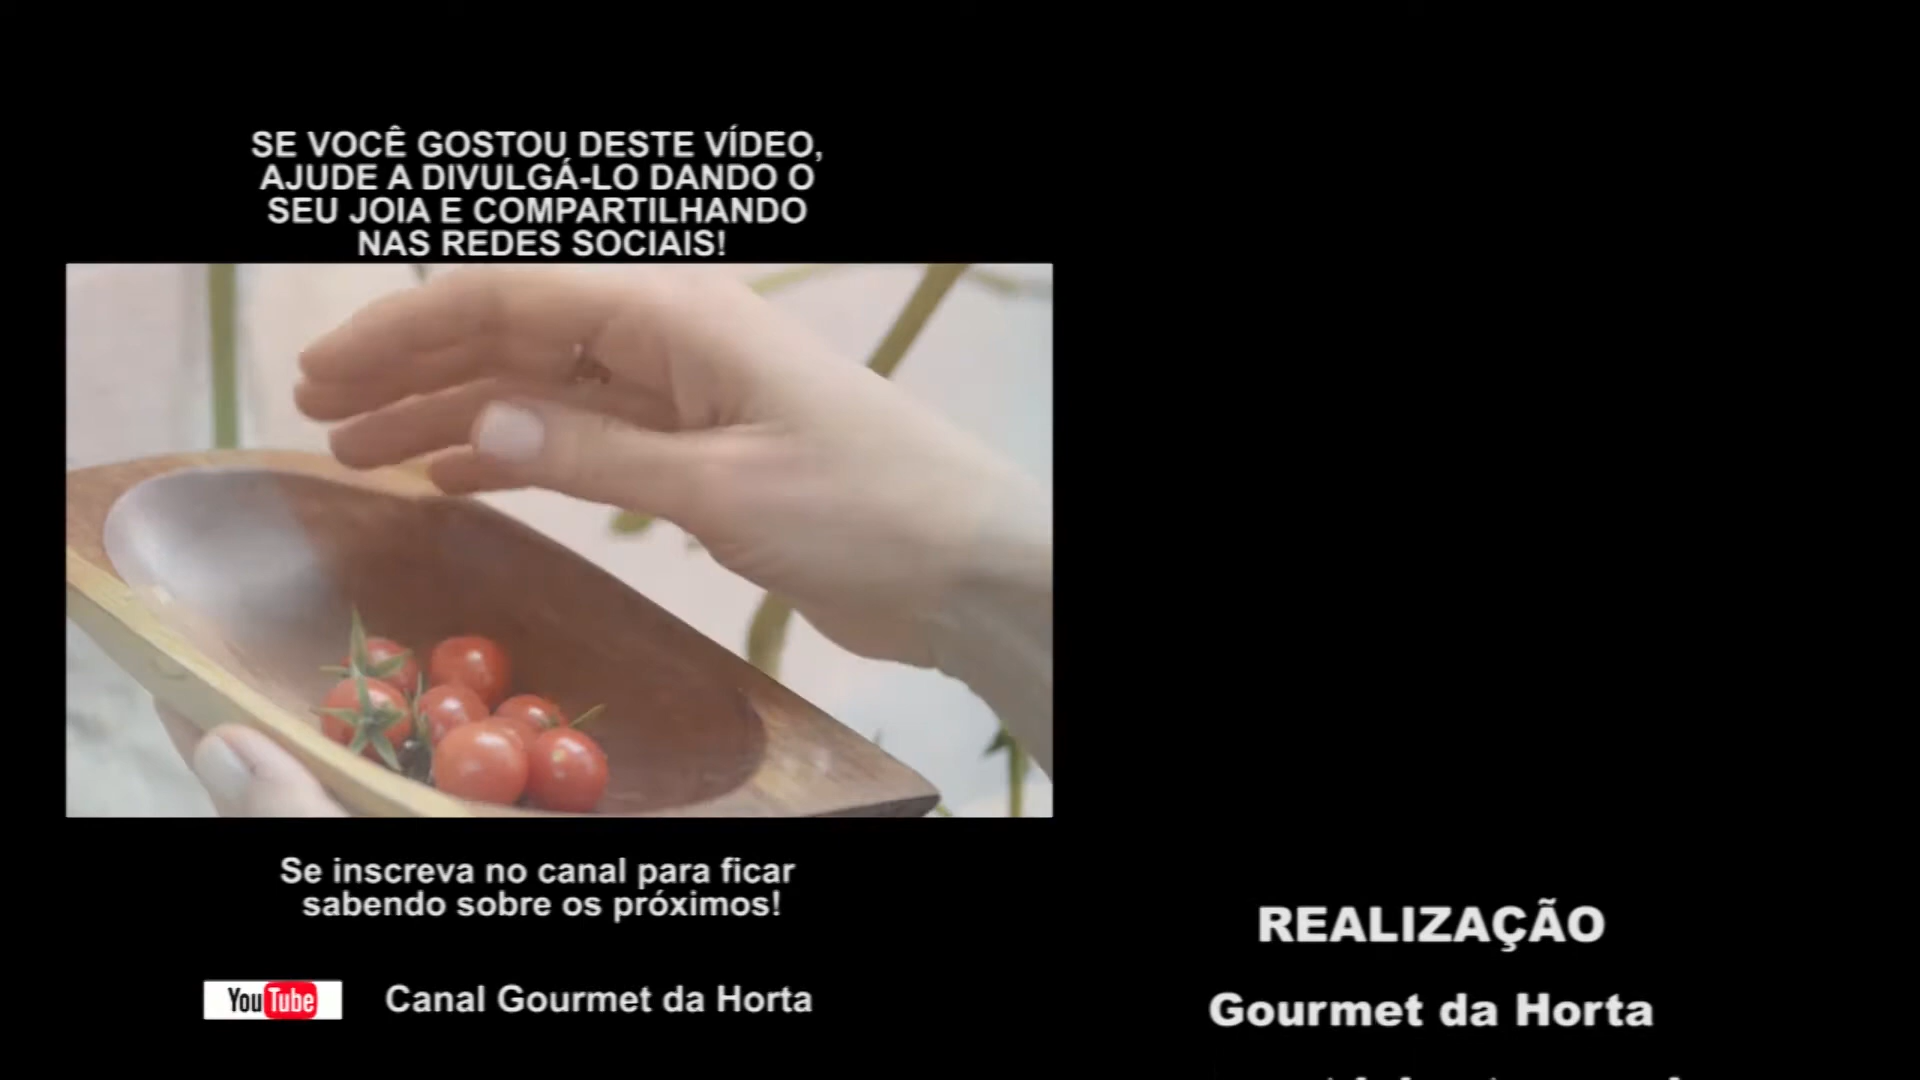 SE VOCÊ GOSTOU DESTE VÍDEO,
AJUDE A DIVULGÁ-LO DANDO O
SEU JOIA E COMPARTILHANDO
NAS REDES SOCIAIS!
Se inscreva no canal para ficar
sabendo sobre os próximos!
YouTube
Canal Gourmet da Horta
REALIZAÇÃO
Gourmet da Horta